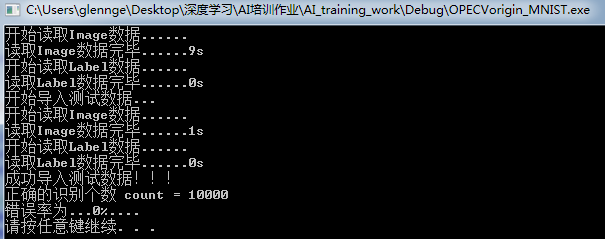 C:\Users\glennge\Desktop\深度学习\AI培训作业\AI_training_work\Debug\OPECVorigin_MNIST.exe
开始读取Image数据......
读取Image数据完毕......9s
开始读取Label数据......
读取Label数据完毕......0s
开始导入测试数据...
开始读取Image数据......
读取Image数据完毕......1s
开始读取Label数据......
读取Label数据完毕......0s
成功导入测试数据！！！
正确的识别个数 count = 10000
错误率为...0%....
请按任意键继续. . .